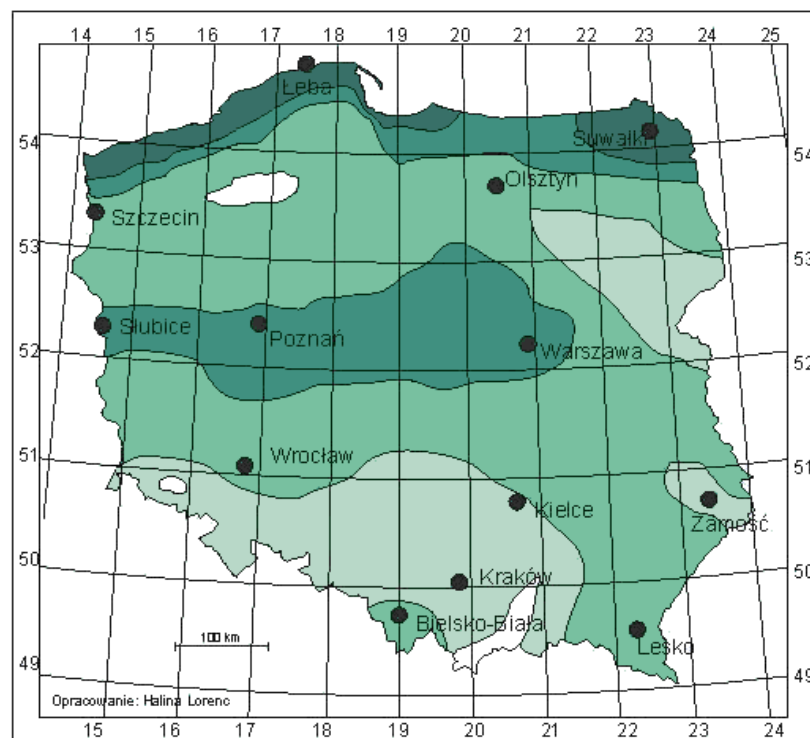 14 15 16 17 18 19 20 21 22 23 24 25
Łeba
54
Suwałki
54
Olsztyn
Szczecin
53
53
Słubice
Poznań
Warszawa
52
52
Wrocław
51
51
Kielce
Zamość
50
Kraków
50
Bielsko-Biała
Lesko
100 km
49
49
Opracowanie: Halina Lorenc
15 16 17 18 19 20 21 22 23 24